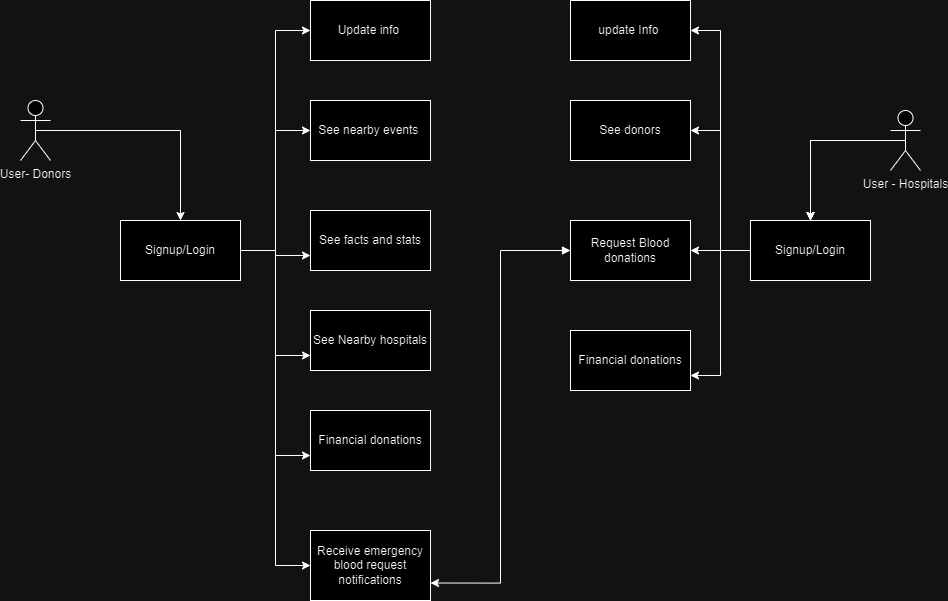 Update info
update Info
See nearby events
See donors
User- Donors
User - Hospitals
Signup/Login
See facts and stats
Request Blood
donations
Signup/Login
See Nearby hospitals
Financial donations
Financial donations
Receive emergency
blood request
notifications